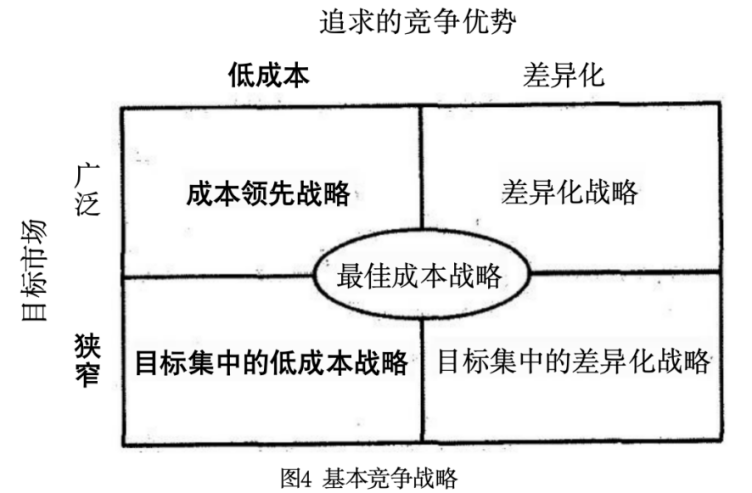 追求的竞争优势
低成本 差异化
目标市场
广泛
成本领先战略 差异化战略
最佳成本战略
狭窄
目标集中的低成本战略 目标集中的差异化战略
图4 基本竞争战略